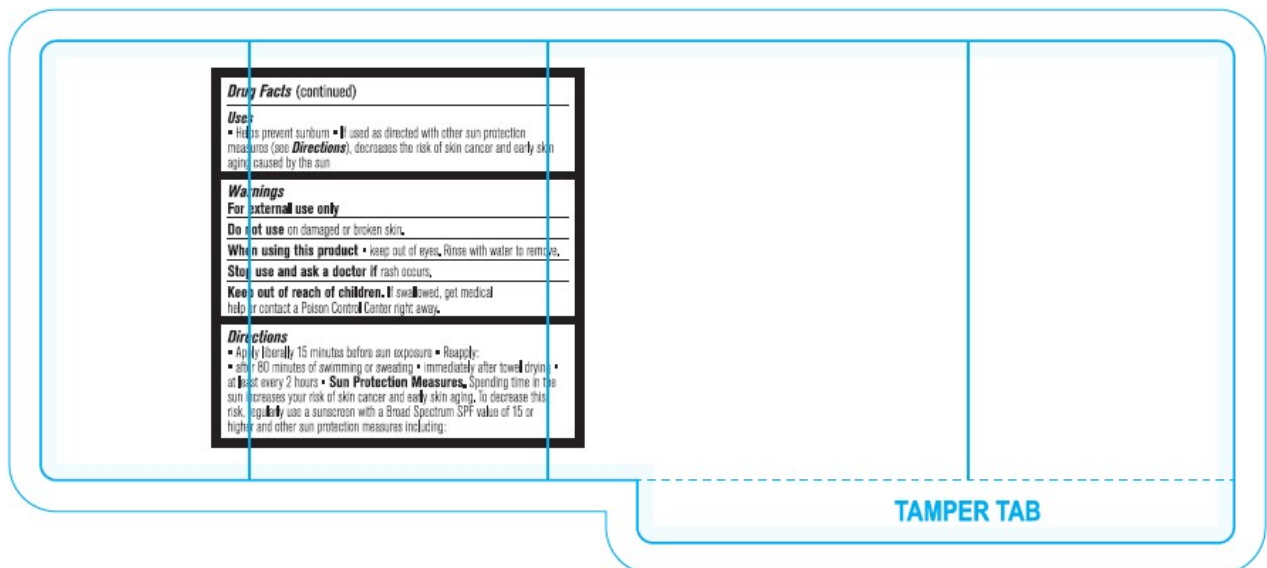 Drug Facts (continued)
Uses
▪ Helps prevent sunburn ▪ If used as directed with other sun protection
measures (see Directions), decreases the risk of skin cancer and early skin
aging caused by the sun
Warnings
For external use only
Do not use on damaged or broken skin.
When using this product ▪ keep out of eyes. Rinse with water to remove.
Stop use and ask a doctor if rash occurs.
Keep out of reach of children. If swallowed, get medical
help or contact a Poison Control Center right away.
Directions
▪ Apply liberally 15 minutes before sun exposure ▪ Reapply:
▪ after 80 minutes of swimming or sweating ▪ immediately after towel drying ▪
at least every 2 hours ▪ Sun Protection Measures. Spending time in the
sun increases your risk of skin cancer and early skin aging. To decrease this
risk, regularly use a sunscreen with a Broad Spectrum SPF value of 15 or
higher and other sun protection measures including:
TAMPER TAB